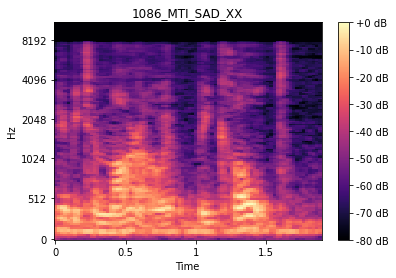 1086_MTI_SAD_XX
+0 dB
8192
-10 dB
4096
-20 dB
-30 dB
2048
Hz
-40 dB
1024
-50 dB
512
-60 dB
-70 dB
0
-80 dB
0 0.5 1 1.5
Time